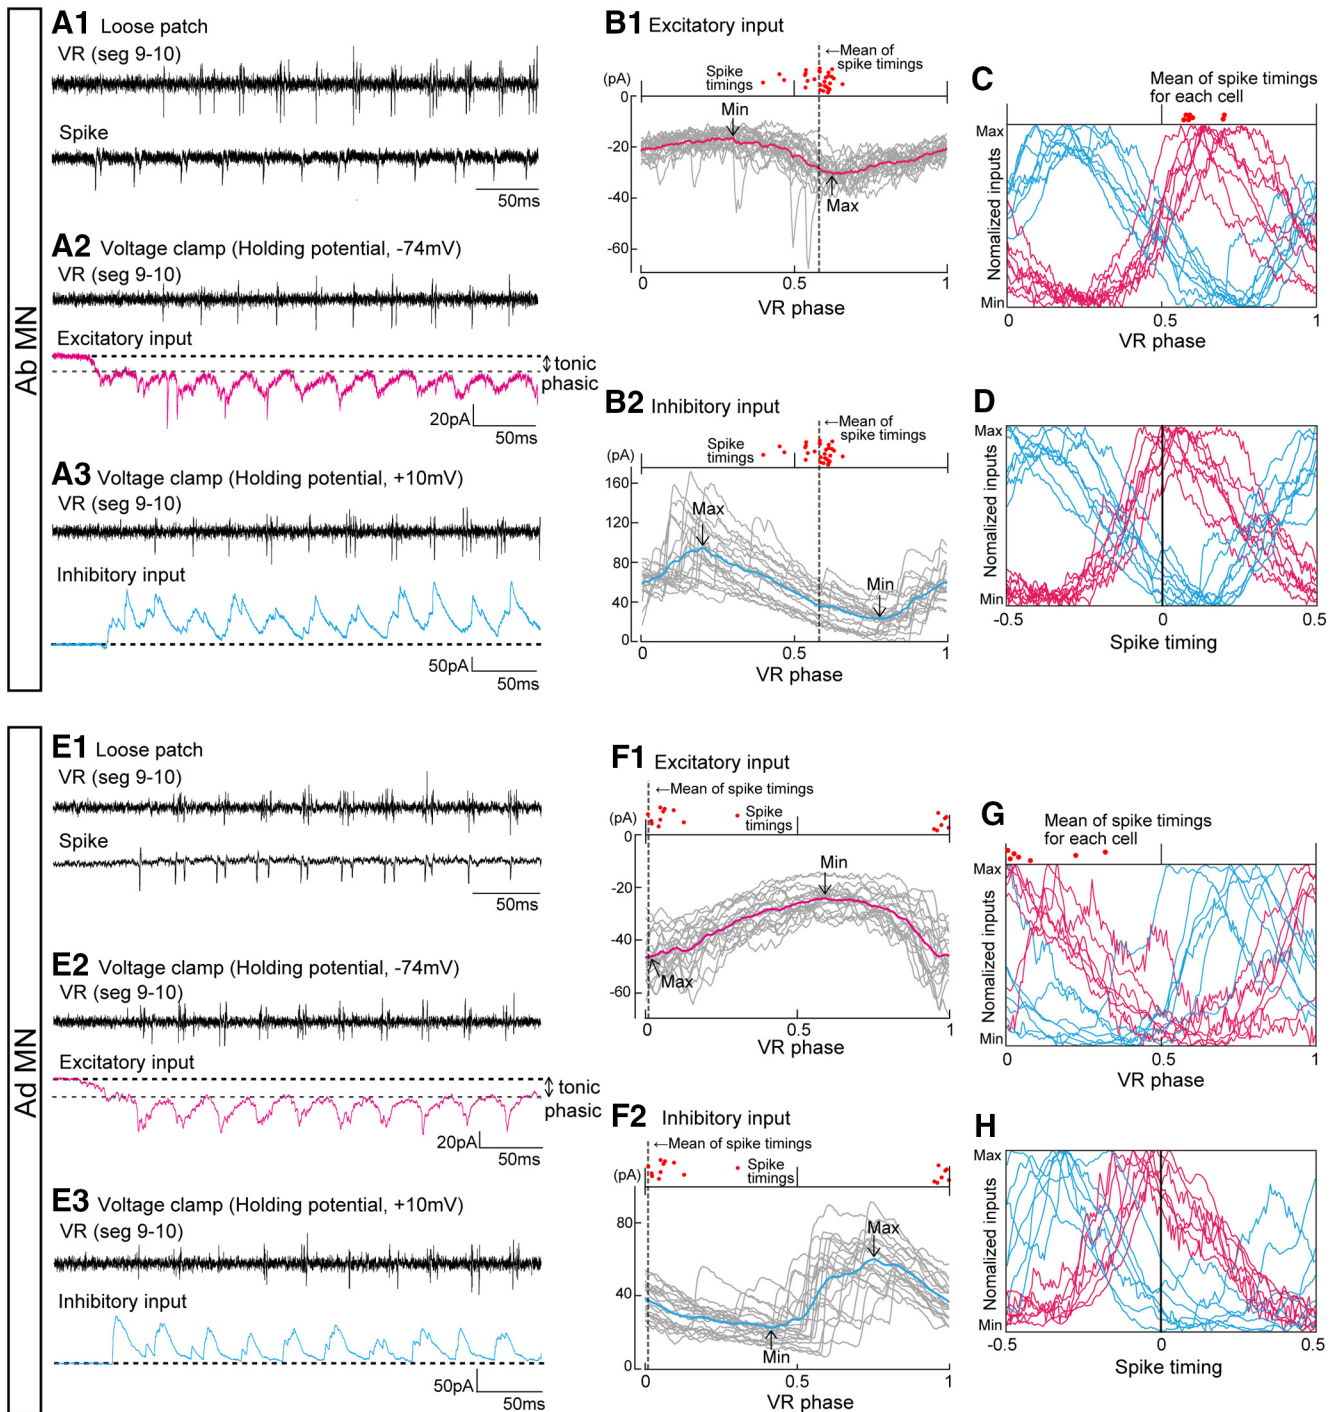 Ab MN
A1 Loose patch
VR (seg 9-10)
Spike
50ms
A2 Voltage clamp (Holding potential, -74mV)
VR (seg 9-10)
Excitatory input
tonic
phasic
20pA
50ms
A3 Voltage clamp (Holding potential, +10mV)
VR (seg 9-10)
Inhibitory input
50pA
50ms
B1 Excitatory input
←Mean of
spike timings
Spike
timings
(pA)
0
-20
-40
-60
Min
Max
0
0.5
1
VR phase
B2 Inhibitory input
←Mean of
spike timings
Spike
timings
(pA)
160
120
80
40
0
Max
Min
0
0.5
1
VR phase
C
Mean of spike timings
for each cell
Max
Nomalized inputs
Min
0
0.5
1
VR phase
D
Max
Nomalized inputs
Min
-0.5
0
0.5
Spike timing
Ad MN
E1 Loose patch
VR (seg 9-10)
Spike
50ms
E2 Voltage clamp (Holding potential, -74mV)
VR (seg 9-10)
Excitatory input
tonic
phasic
20pA
50ms
E3 Voltage clamp (Holding potential, +10mV)
VR (seg 9-10)
Inhibitory input
50pA
50ms
F1 Excitatory input
←Mean of spike timings
Spike
timings
(pA)
0
-20
-40
-60
Min
Max
0
0.5
1
VR phase
F2 Inhibitory input
←Mean of spike timings
Spike
timings
(pA)
80
40
0
Max
Min
0
0.5
1
VR phase
G
Mean of spike timings
for each cell
Max
Nomalized inputs
Min
0
0.5
1
VR phase
H
Max
Nomalized inputs
Min
-0.5
0
0.5
Spike timing